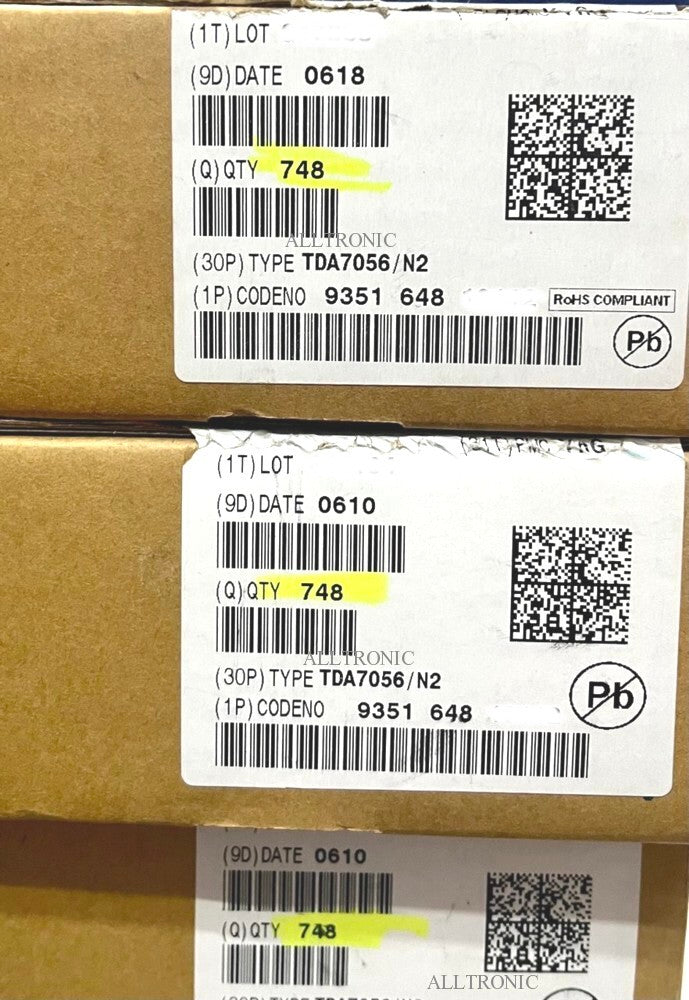 (1T)LOT
(9D)DATE 0618
(Q)QTY 748
ALLTRONIC
(30P)TYPE TDA7056/N2
(1P)CODENO 9351 648
RoHS COMPLIANT
Pb
(1T)LOT
(9D)DATE 0610
(Q)QTY 748
ALLTRONIC
(30P)TYPE TDA7056/N2
(1P)CODENO 9351 648
Pb
(9D)DATE 0610
(Q)QTY 748
ALLTRONIC